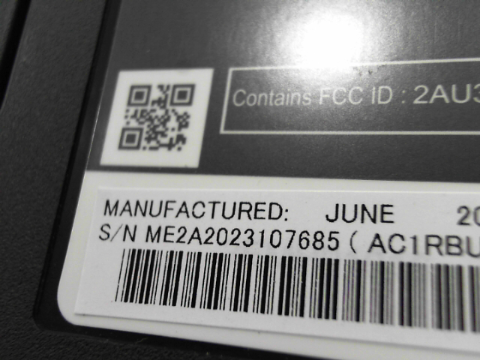 Contains FCC ID : 2AU3
MANUFACTURED: JUNE 20
S/N ME2A2023107685 ( AC1RBU